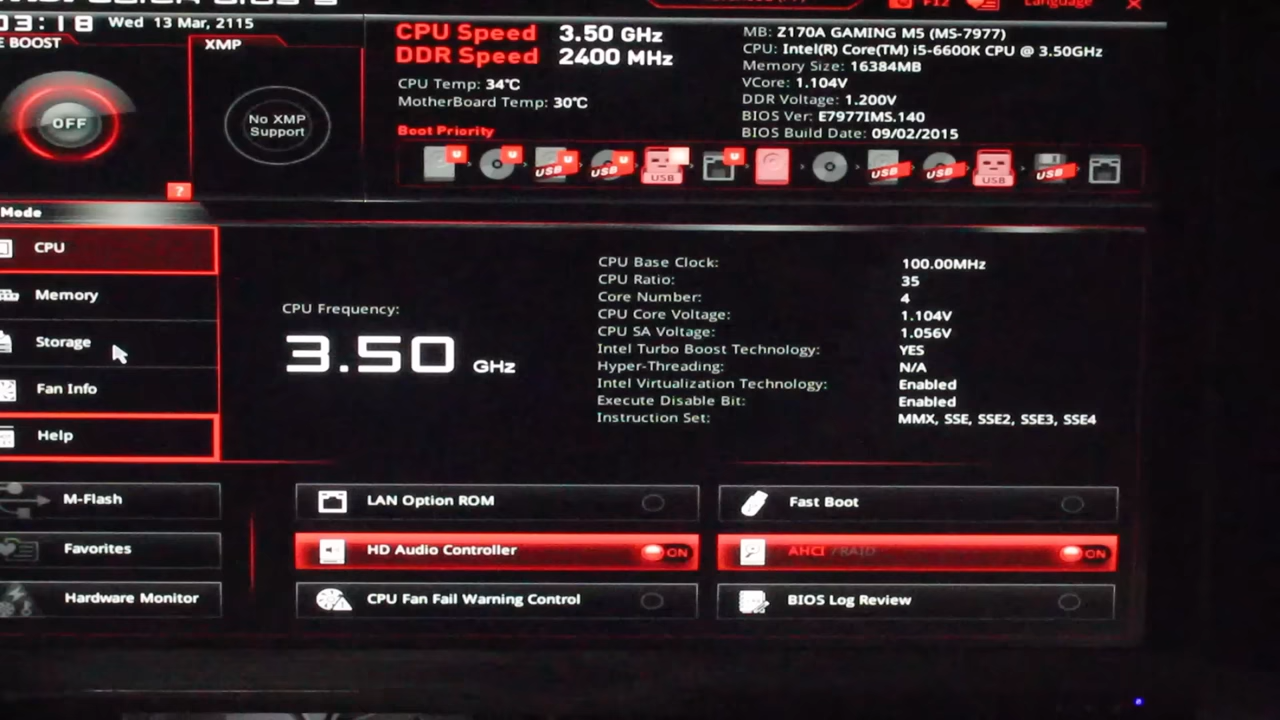 Language
03:18 Wed 13 Mar, 2115
E BOOST
XMP
OFF
No XMP
Support
CPU Speed 3.50 GHz
DDR Speed 2400 MHz
CPU Temp: 34°C
MotherBoard Temp: 30°C
MB: Z170A GAMING M5 (MS-7977)
CPU: Intel(R) Core(TM) i5-6600K CPU @ 3.50GHz
Memory Size: 16384MB
VCore: 1.104V
DDR Voltage: 1.200V
BIOS Ver: E7977IMS.140
BIOS Build Date: 09/02/2015
Boot Priority
U U U U U
USB USB USB USB USB USB USB
?
Mode
CPU
Memory
Storage
Fan Info
Help
CPU Frequency:
3.50 GHz
CPU Base Clock: 100.00MHz
CPU Ratio: 35
Core Number: 4
CPU Core Voltage: 1.104V
CPU SA Voltage: 1.056V
Intel Turbo Boost Technology: YES
Hyper-Threading: N/A
Intel Virtualization Technology: Enabled
Execute Disable Bit: Enabled
Instruction Set: MMX, SSE, SSE2, SSE3, SSE4
M-Flash
Favorites
Hardware Monitor
LAN Option ROM
Fast Boot
HD Audio Controller ON
AHCI /RAID ON
CPU Fan Fail Warning Control
BIOS Log Review